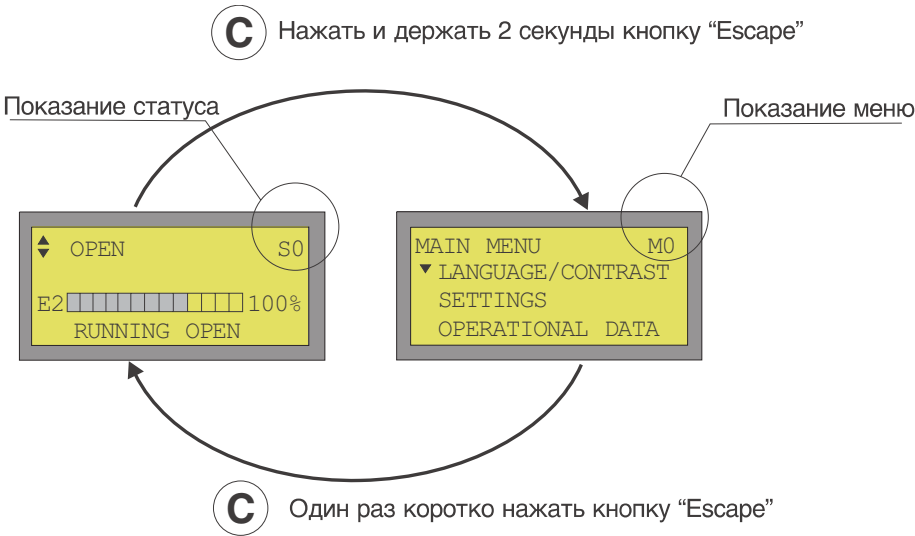 C Нажать и держать 2 секунды кнопку “Escape”
Показание статуса
Показание меню
OPEN S0
E2 100%
RUNNING OPEN
MAIN MENU M0
LANGUAGE/CONTRAST
SETTINGS
OPERATIONAL DATA
C Один раз коротко нажать кнопку “Escape”